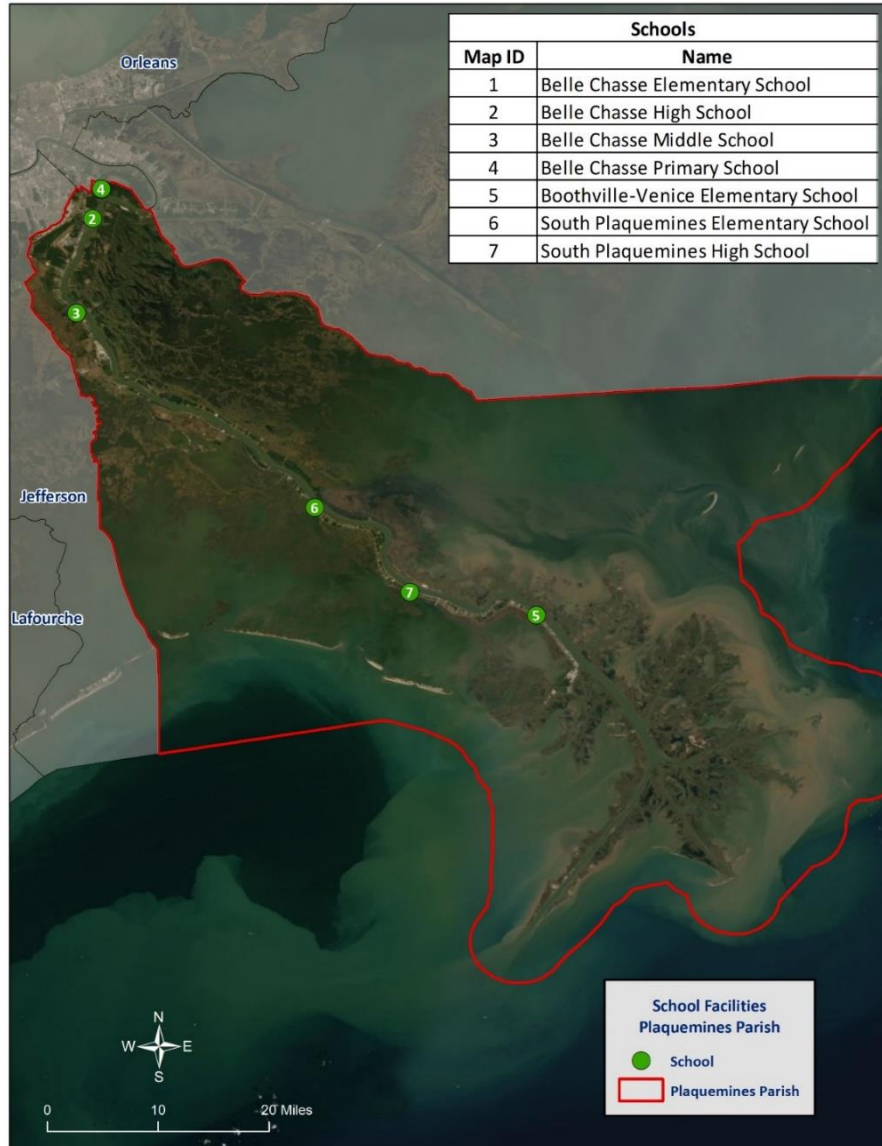 Schools
Map ID Name
1 Belle Chasse Elementary School
2 Belle Chasse High School
3 Belle Chasse Middle School
4 Belle Chasse Primary School
5 Boothville-Venice Elementary School
6 South Plaquemines Elementary School
7 South Plaquemines High School
Orleans
4
2
3
Jefferson
6
7
5
Lafourche
N
W E
S
0 10 20 Miles
School Facilities
Plaquemines Parish
School
Plaquemines Parish